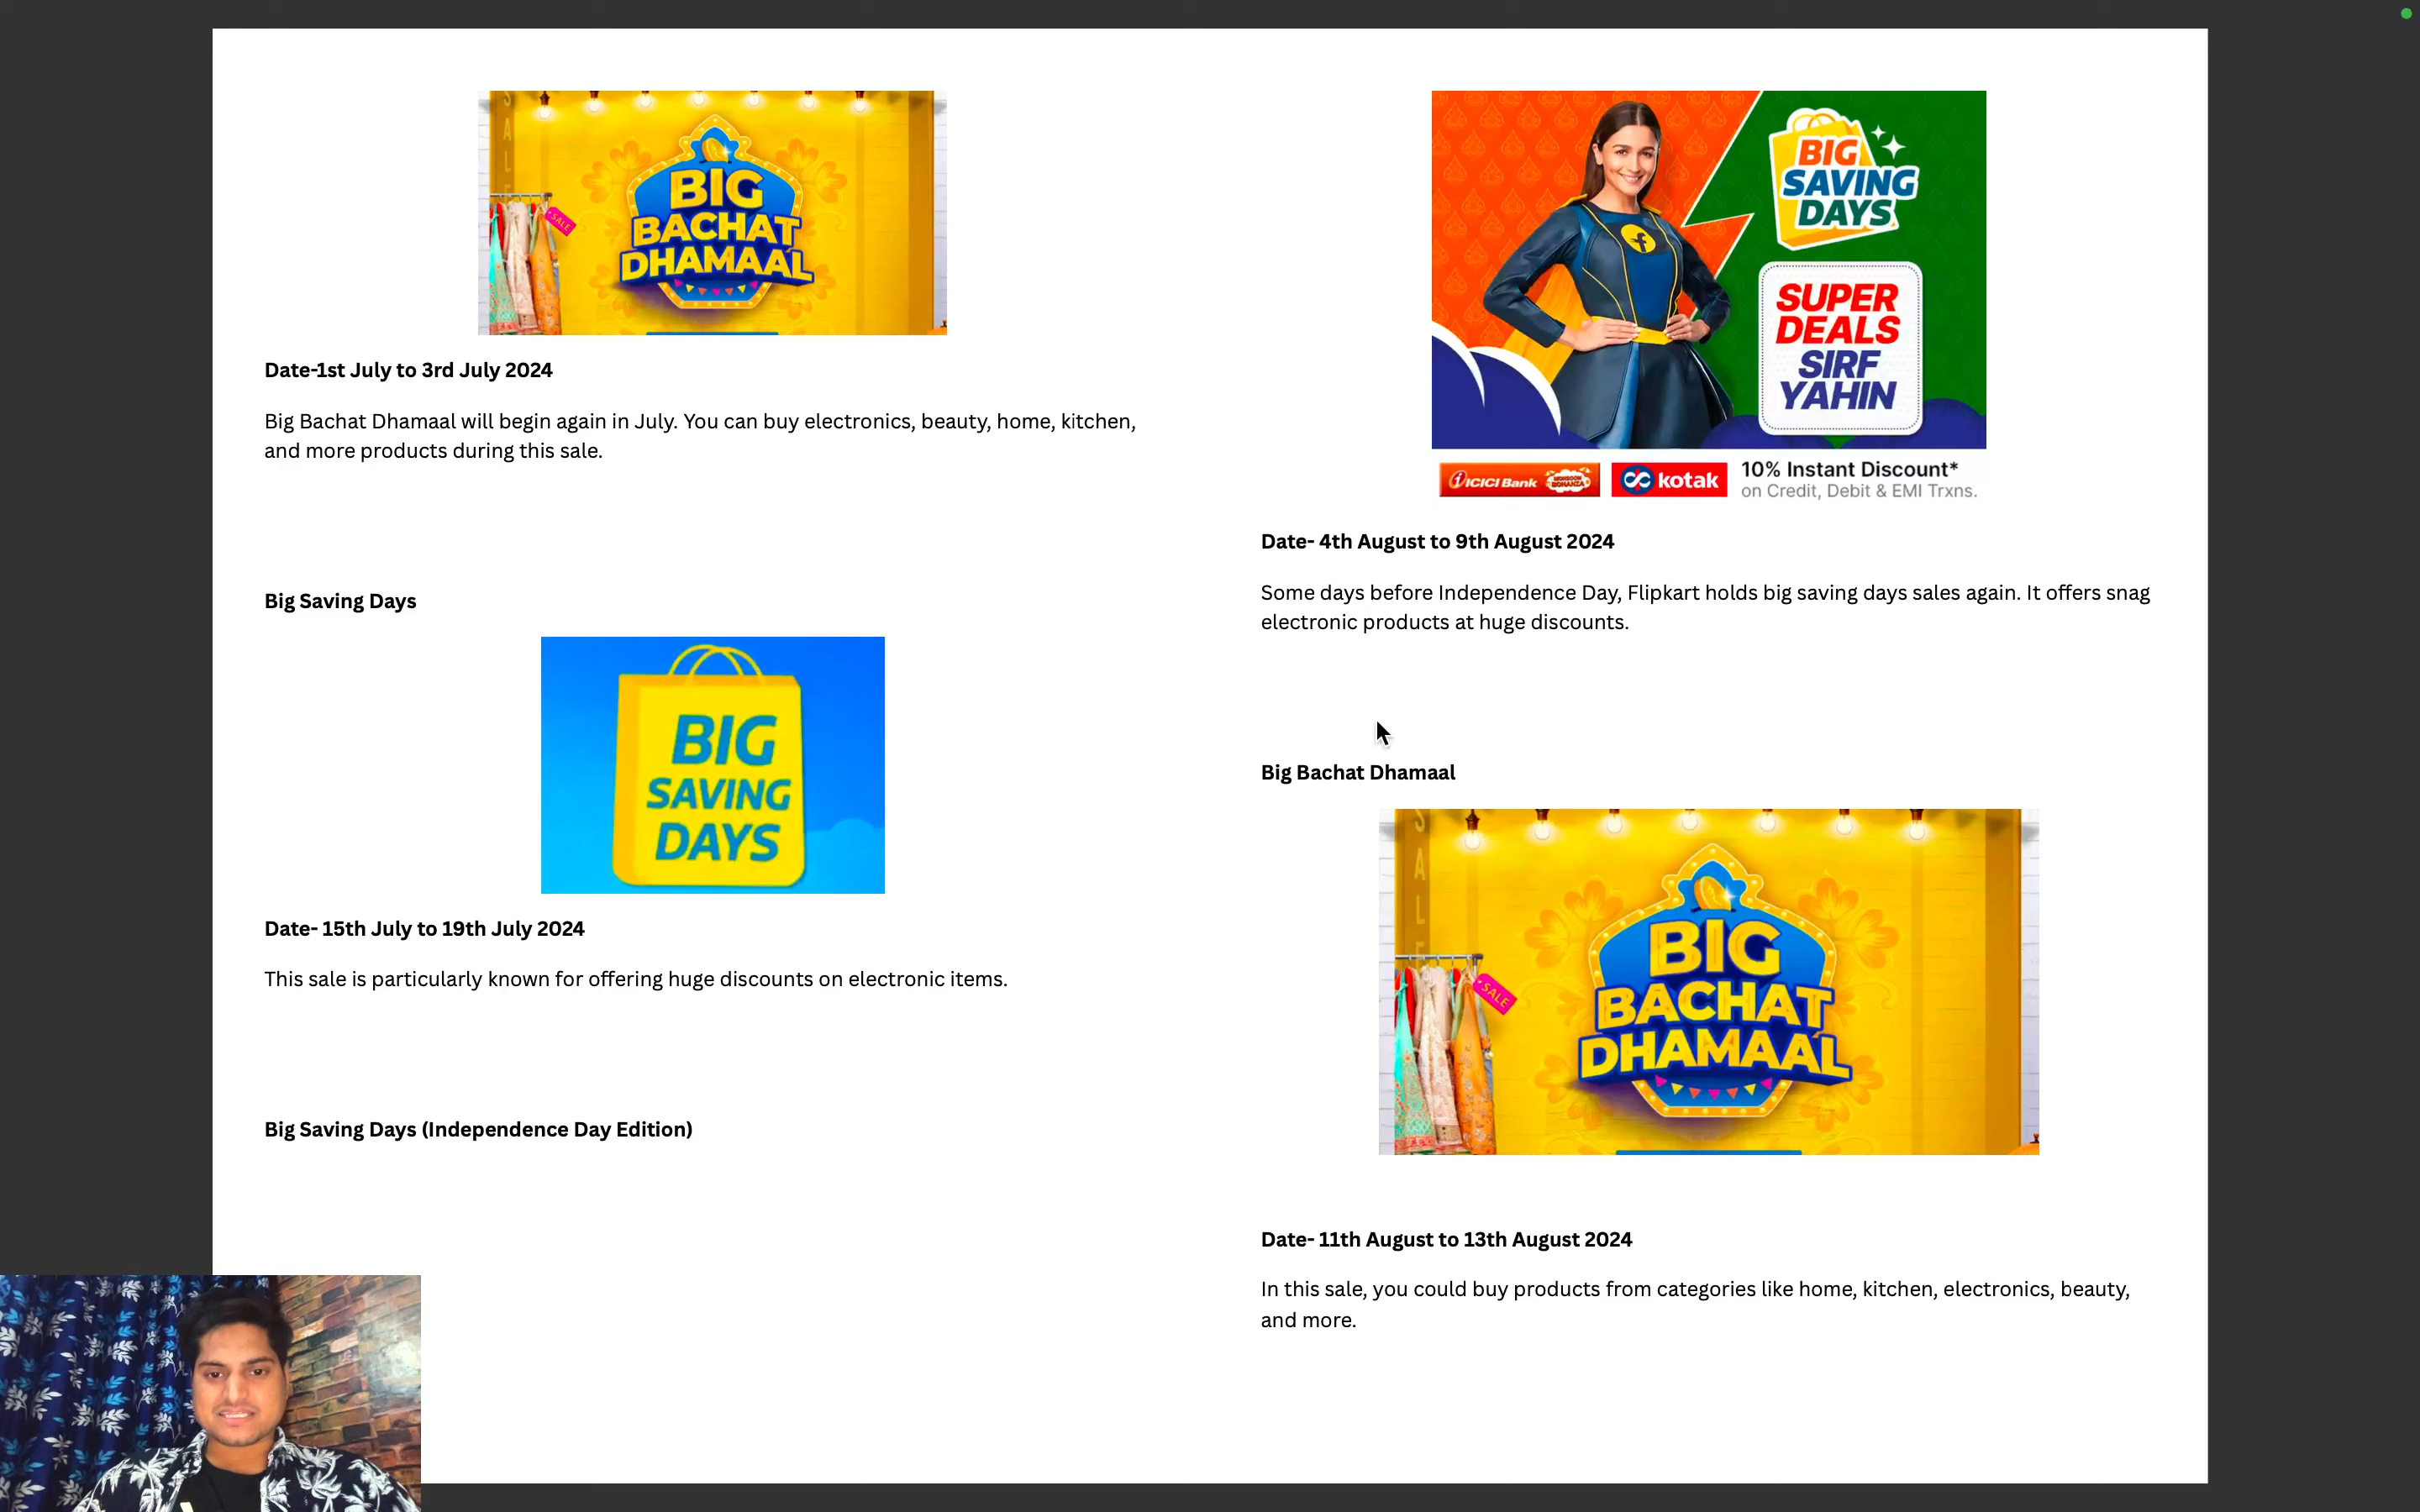 SALE
SALE
BIG
BACHAT
DHAMAAL
Date-1st July to 3rd July 2024
Big Bachat Dhamaal will begin again in July. You can buy electronics, beauty, home, kitchen,
and more products during this sale.
Big Saving Days
BIG
SAVING
DAYS
Date- 15th July to 19th July 2024
This sale is particularly known for offering huge discounts on electronic items.
Big Saving Days (Independence Day Edition)
BIG
SAVING
DAYS
SUPER
DEALS
SIRF
YAHIN
f
ICICI Bank MONSOON BONANZA kotak 10% Instant Discount*
on Credit, Debit & EMI Trxns.
Date- 4th August to 9th August 2024
Some days before Independence Day, Flipkart holds big saving days sales again. It offers snag
electronic products at huge discounts.
Big Bachat Dhamaal
SALE
SALE
BIG
BACHAT
DHAMAAL
Date- 11th August to 13th August 2024
In this sale, you could buy products from categories like home, kitchen, electronics, beauty,
and more.